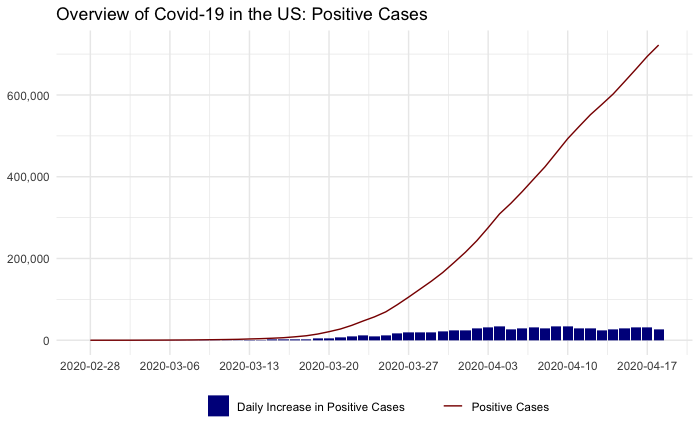 Overview of Covid-19 in the US: Positive Cases
600,000
400,000
200,000
0
2020-02-28 2020-03-06 2020-03-13 2020-03-20 2020-03-27 2020-04-03 2020-04-10 2020-04-17
Daily Increase in Positive Cases Positive Cases